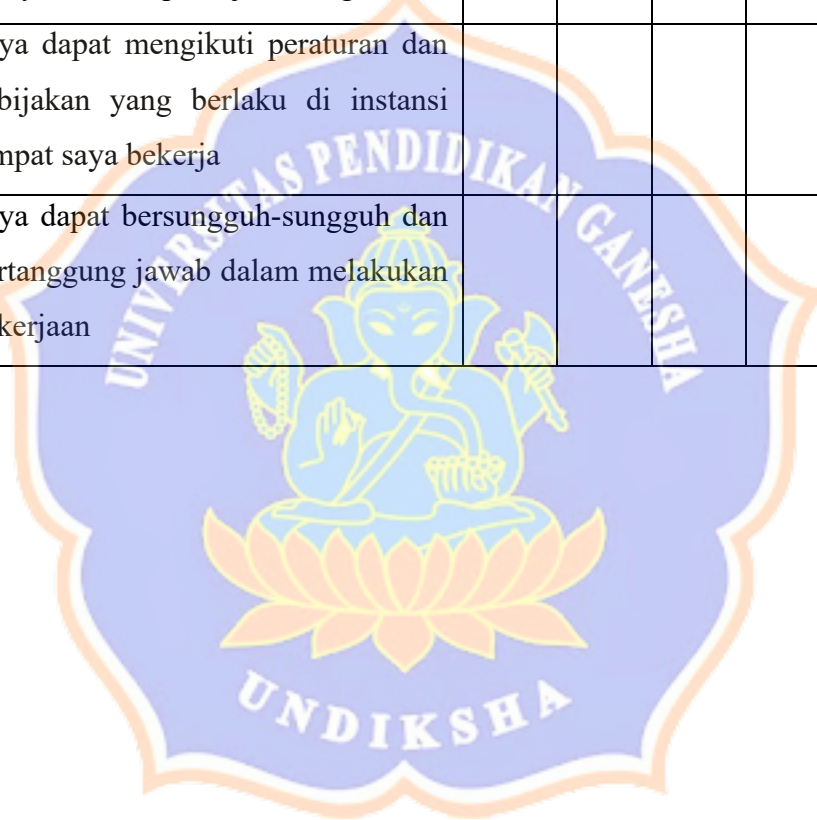 ya dapat mengikuti peraturan dan
bijakan yang berlaku di instansi
mpat saya bekerja
ya dapat bersungguh-sungguh dan
rtanggung jawab dalam melakukan
kerjaan
UNIVERSITAS PENDIDIKAN GANESHA
UNDIKSHA